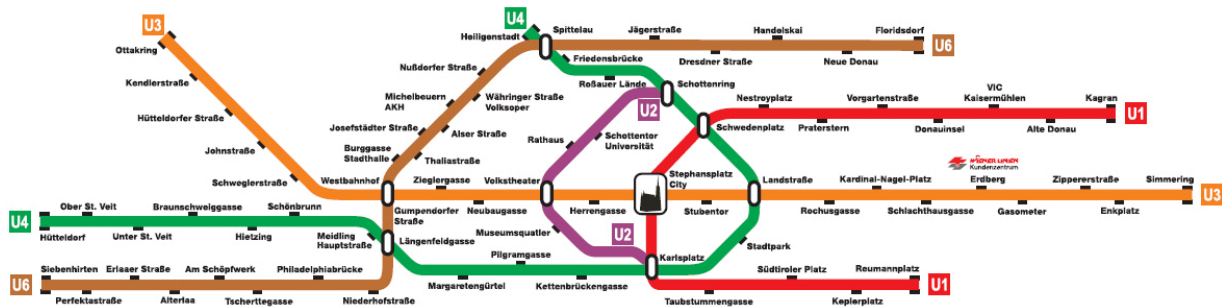 U3
Ottakring
Kendlerstraße
Hütteldorfer Straße
Johnstraße
Schweglerstraße
Westbahnhof
Zieglergasse
Neubaugasse
Volkstheater
Herrengasse
Stephansplatz
City
Stubentor
Landstraße
Rochusgasse
Kardinal-Nagel-Platz
Schlachthausgasse
Erdberg
Gasometer
Zippererstraße
Enkplatz
Simmering
U3
WIENER LINIEN
Kundenzentrum
U4
Heiligenstadt
Spittelau
Friedensbrücke
Roßauer Lände
Schottenring
Schwedenplatz
Stadtpark
Karlsplatz
Kettenbrückengasse
Pilgramgasse
Margaretengürtel
Längenfeldgasse
Meidling
Hauptstraße
Schönbrunn
Hietzing
Braunschweiggasse
Unter St. Veit
Ober St. Veit
Hütteldorf
U4
U6
Floridsdorf
Neue Donau
Handelskai
Dresdner Straße
Jägerstraße
Nußdorfer Straße
Währinger Straße
Volksoper
Michelbeuern
AKH
Alser Straße
Josefstädter Straße
Thaliastraße
Burggasse
Stadthalle
Gumpendorfer
Straße
Niederhofstraße
Philadelphiabrücke
Tscherttegasse
Am Schöpfwerk
Alterlaa
Erlaaer Straße
Perfektastraße
Siebenhirten
U6
U2
Schottentor
Universität
Rathaus
Museumsquatier
U2
U1
Kagran
Alte Donau
VIC
Kaisermühlen
Donauinsel
Vorgartenstraße
Praterstern
Nestroyplatz
Taubstummengasse
Südtiroler Platz
Keplerplatz
Reumannplatz
U1